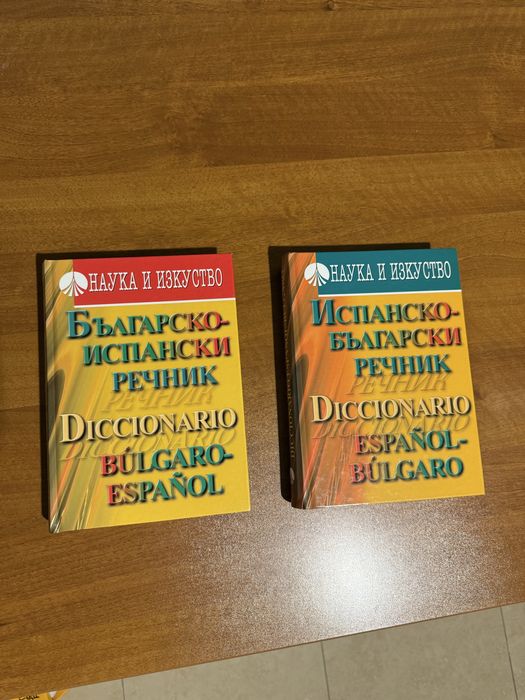 НАУКА И ИЗКУСТВО
БЪЛГАРСКО-
ИСПАНСКИ
РЕЧНИК
DICCIONARIO
BÚLGARO-
ESPAÑOL
НАУКА И ИЗКУСТВО
ИСПАНСКО-
БЪЛГАРСКИ
РЕЧНИК
DICCIONARIO
ESPAÑOL-
BÚLGARO